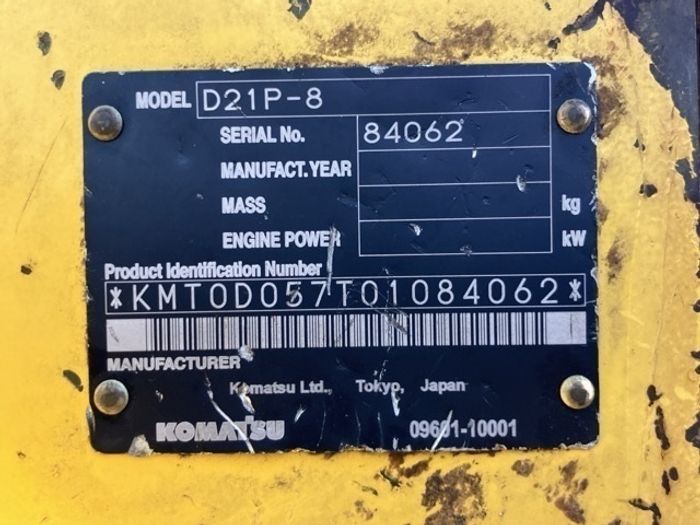 MODEL D21P-8
SERIAL No. 84062
MANUFACT.YEAR
MASS kg
ENGINE POWER kW
Product Identification Number
*KMT0D057T01084062*
MANUFACTURER
Komatsu Ltd., Tokyo, Japan
KOMATSU 09601-10001